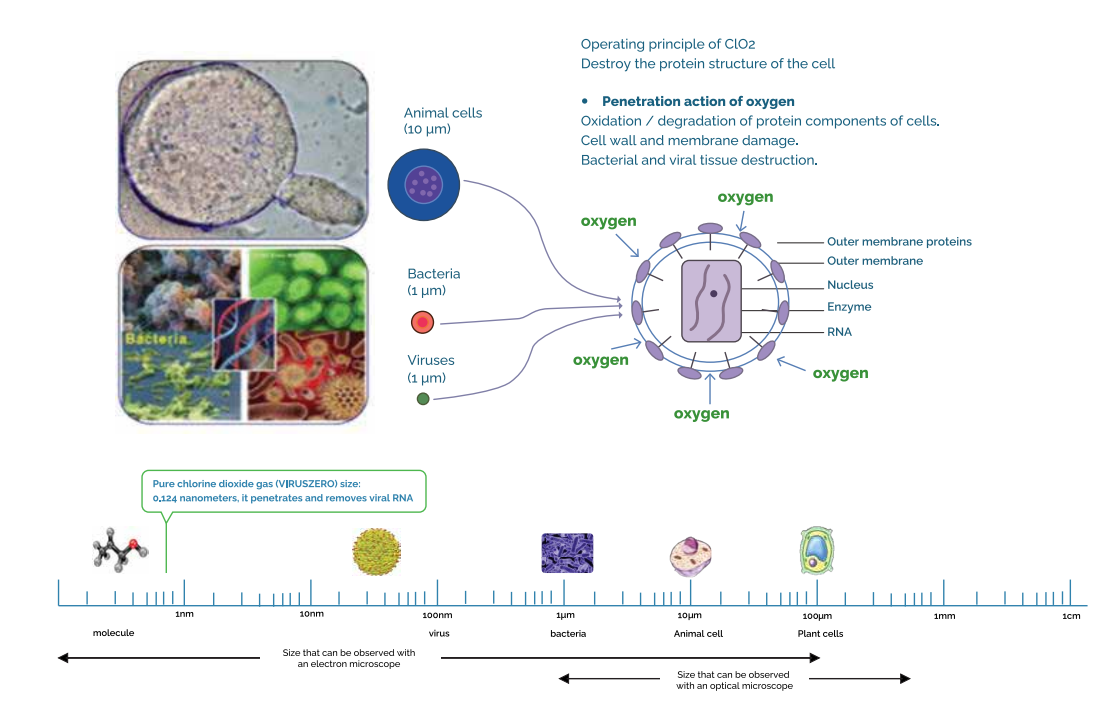 Operating principle of ClO2
Destroy the protein structure of the cell
• Penetration action of oxygen
Oxidation / degradation of protein components of cells.
Cell wall and membrane damage.
Bacterial and viral tissue destruction.
Animal cells
(10 µm)
Bacteria
(1 µm)
Viruses
(1 µm)
Bacteria
oxygen
oxygen
oxygen
oxygen
oxygen
Outer membrane proteins
Outer membrane
Nucleus
Enzyme
RNA
Pure chlorine dioxide gas (VIRUSZERO) size:
0,124 nanometers, it penetrates and removes viral RNA
1nm
10nm
100nm
1µm
10µm
100µm
1mm
1cm
molecule
virus
bacteria
Animal cell
Plant cells
Size that can be observed with
an electron microscope
Size that can be observed
with an optical microscope